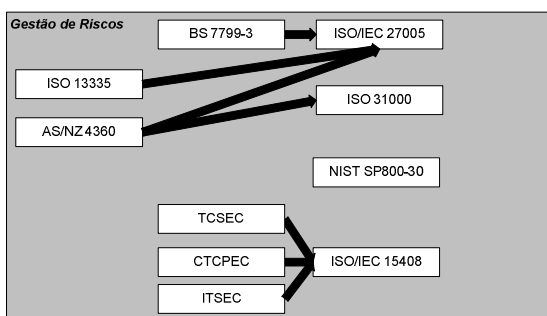 Gestão de Riscos
BS 7799-3
ISO/IEC 27005
ISO 13335
ISO 31000
AS/NZ 4360
NIST SP800-30
TCSEC
CTCPEC
ISO/IEC 15408
ITSEC